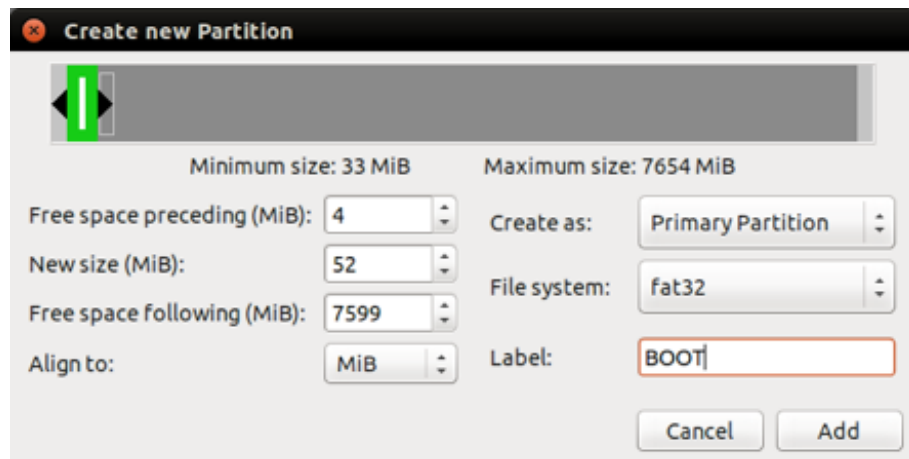 Create new Partition
Minimum size: 33 MiB Maximum size: 7654 MiB
Free space preceding (MiB): 4
Create as: Primary Partition
New size (MiB): 52
File system: fat32
Free space following (MiB): 7599
Align to: MiB
Label: BOOT
Cancel Add